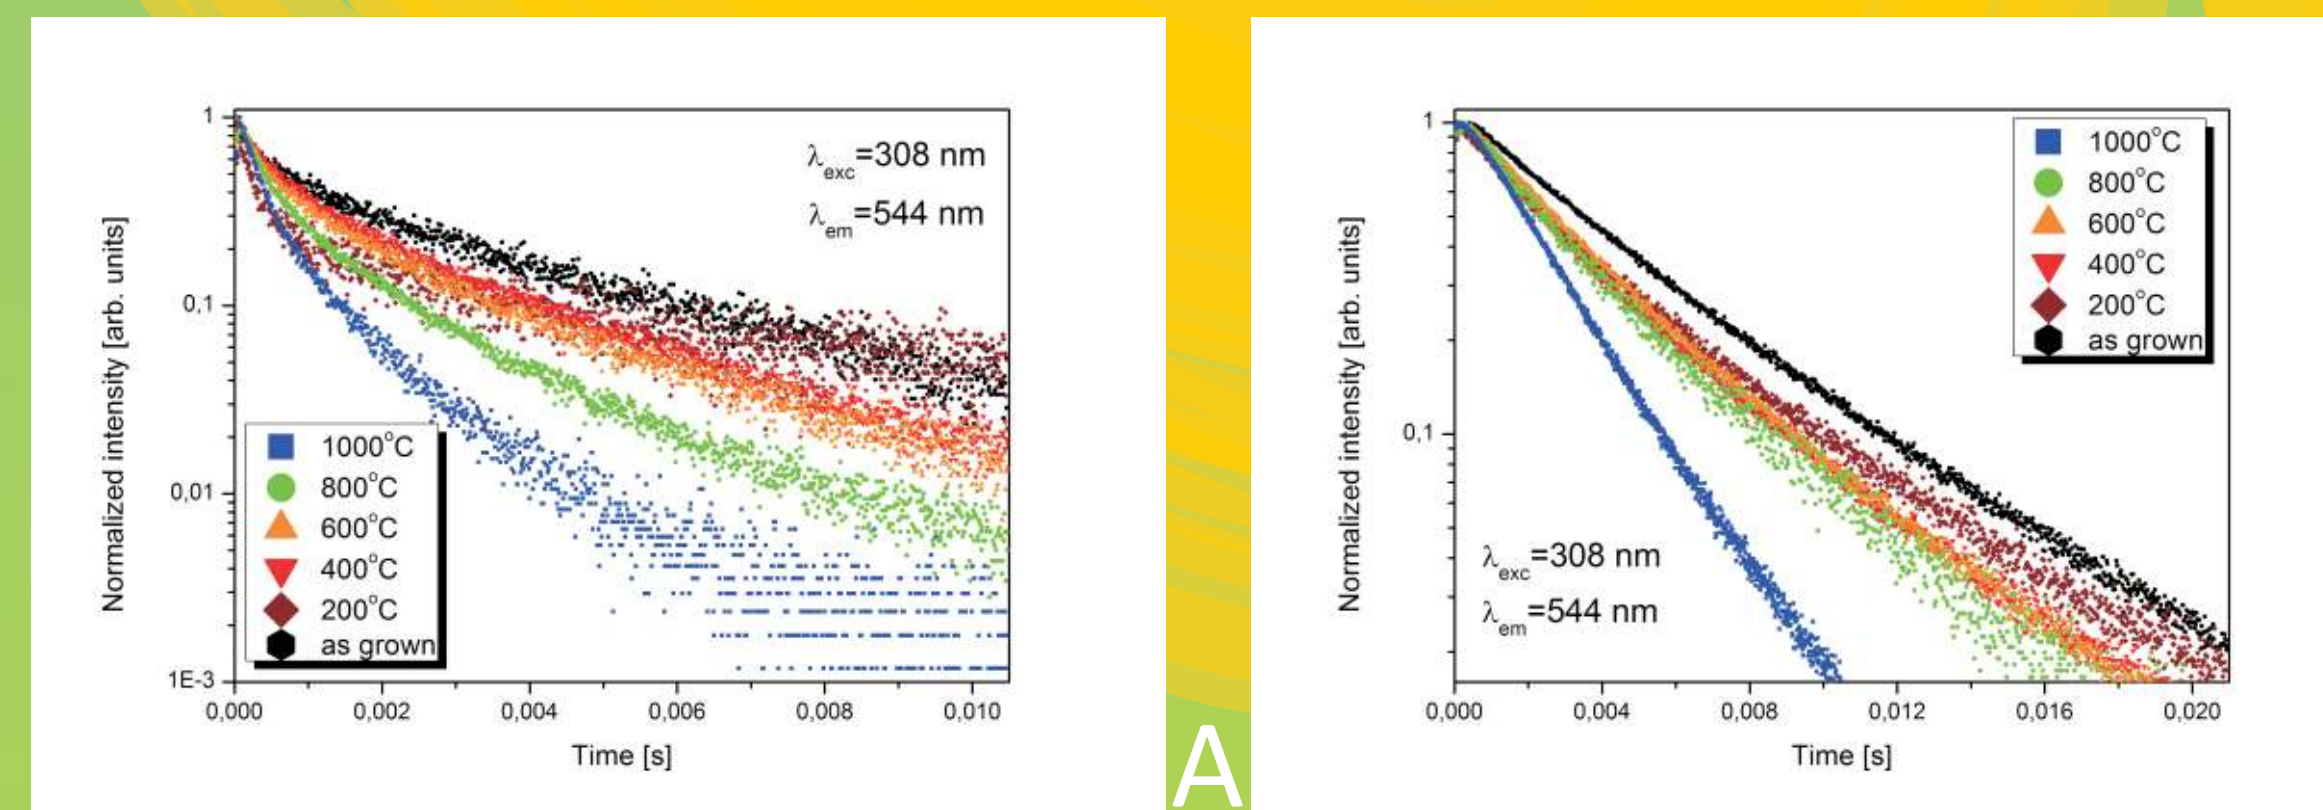 1
0,1
0,01
1E-3
Normalized intensity [arb. units]
λexc=308 nm
λem=544 nm
1000°C
800°C
600°C
400°C
200°C
as grown
0,000 0,002 0,004 0,006 0,008 0,010
Time [s]
A
1
0,1
Normalized intensity [arb. units]
1000°C
800°C
600°C
400°C
200°C
as grown
λexc=308 nm
λem=544 nm
0,000 0,004 0,008 0,012 0,016 0,020
Time [s]